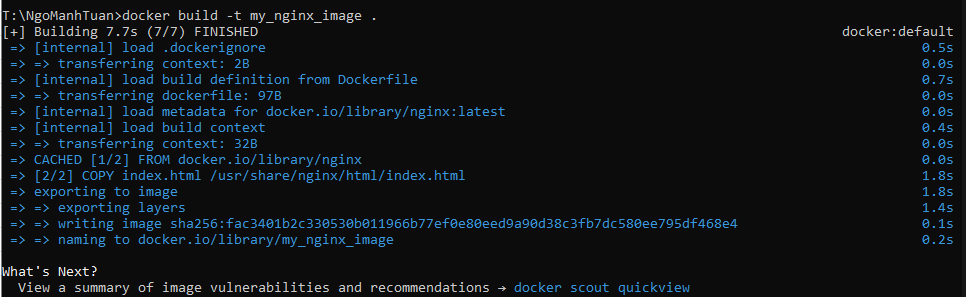 T:\NgoManhTuan>docker build -t my_nginx_image .
[+] Building 7.7s (7/7) FINISHED docker:default
=> [internal] load .dockerignore 0.5s
=> => transferring context: 2B 0.0s
=> [internal] load build definition from Dockerfile 0.7s
=> => transferring dockerfile: 97B 0.0s
=> [internal] load metadata for docker.io/library/nginx:latest 0.0s
=> [internal] load build context 0.4s
=> => transferring context: 32B 0.0s
=> CACHED [1/2] FROM docker.io/library/nginx 0.0s
=> [2/2] COPY index.html /usr/share/nginx/html/index.html 1.8s
=> exporting to image 1.8s
=> => exporting layers 1.4s
=> => writing image sha256:fac3401b2c330530b011966b77ef0e80eed9a90d38c3fb7dc580ee795df468e4 0.1s
=> => naming to docker.io/library/my_nginx_image 0.2s
What's Next?
View a summary of image vulnerabilities and recommendations → docker scout quickview